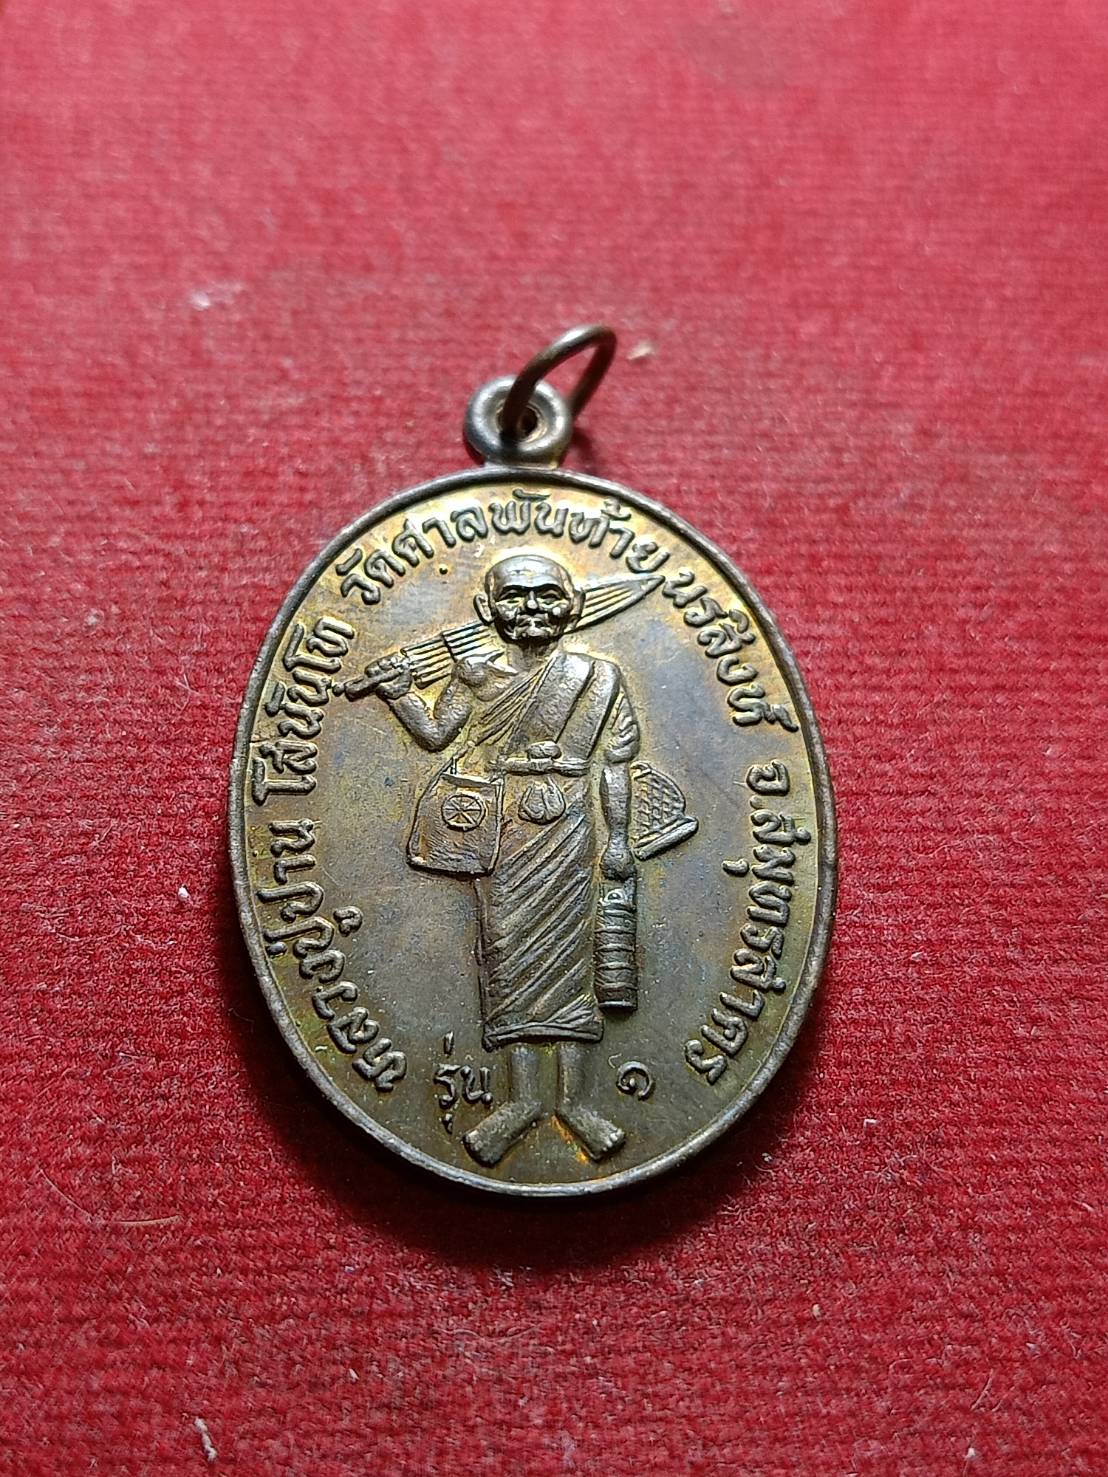 หลวงปู่ปาน โสนันโท วัดศาลพันท้ายนรสิงห์ จ.สมุทรสาคร
รุ่น ๑